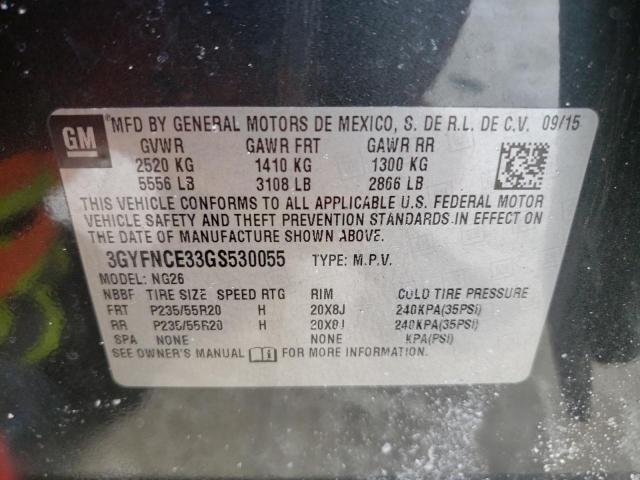 GM ®MFD BY GENERAL MOTORS DE MEXICO, S. DE R.L. DE C.V. 09/15
GVWR GAWR FRT GAWR RR
2520 KG 1410 KG 1300 KG
5556 LB 3108 LB 2866 LB
THIS VEHICLE CONFORMS TO ALL APPLICABLE U.S. FEDERAL MOTOR
VEHICLE SAFETY AND THEFT PREVENTION STANDARDS IN EFFECT ON
THE DATE OF MANUFACTURE SHOWN ABOVE.
3GYFNCE33GS530055 TYPE: M.P.V.
MODEL: NG26
NBBF TIRE SIZE SPEED RTG RIM COLD TIRE PRESSURE
FRT P235/55R20 H 20X8J 240KPA(35PSI)
RR P235/55R20 H 20X8J 240KPA(35PSI)
SPA NONE NONE KPA(PSI)
SEE OWNER'S MANUAL FOR MORE INFORMATION.